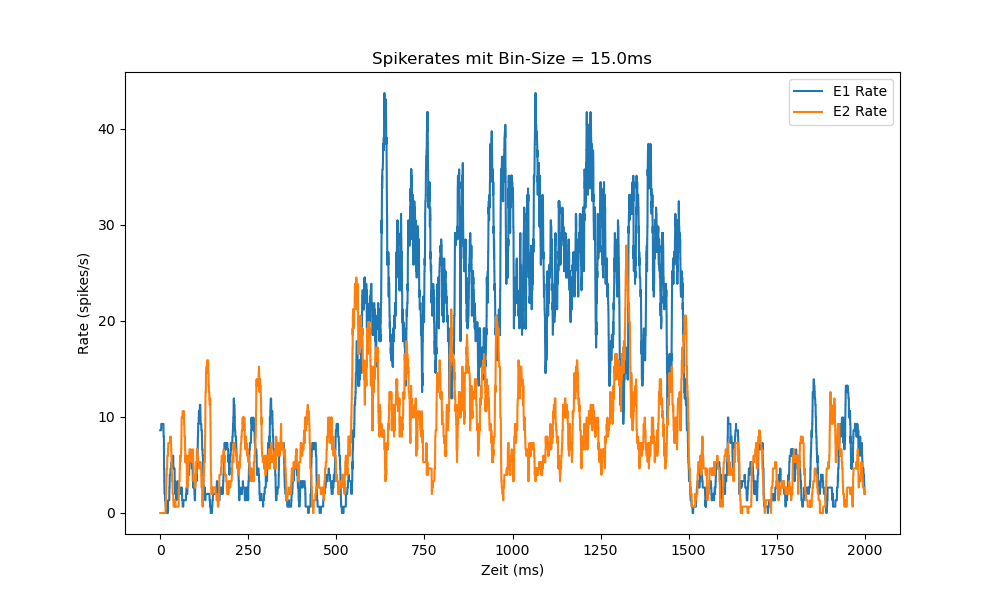 Spikerates mit Bin-Size = 15.0ms
E1 Rate
E2 Rate
Rate (spikes/s)
40
30
20
10
0
0 250 500 750 1000 1250 1500 1750 2000
Zeit (ms)